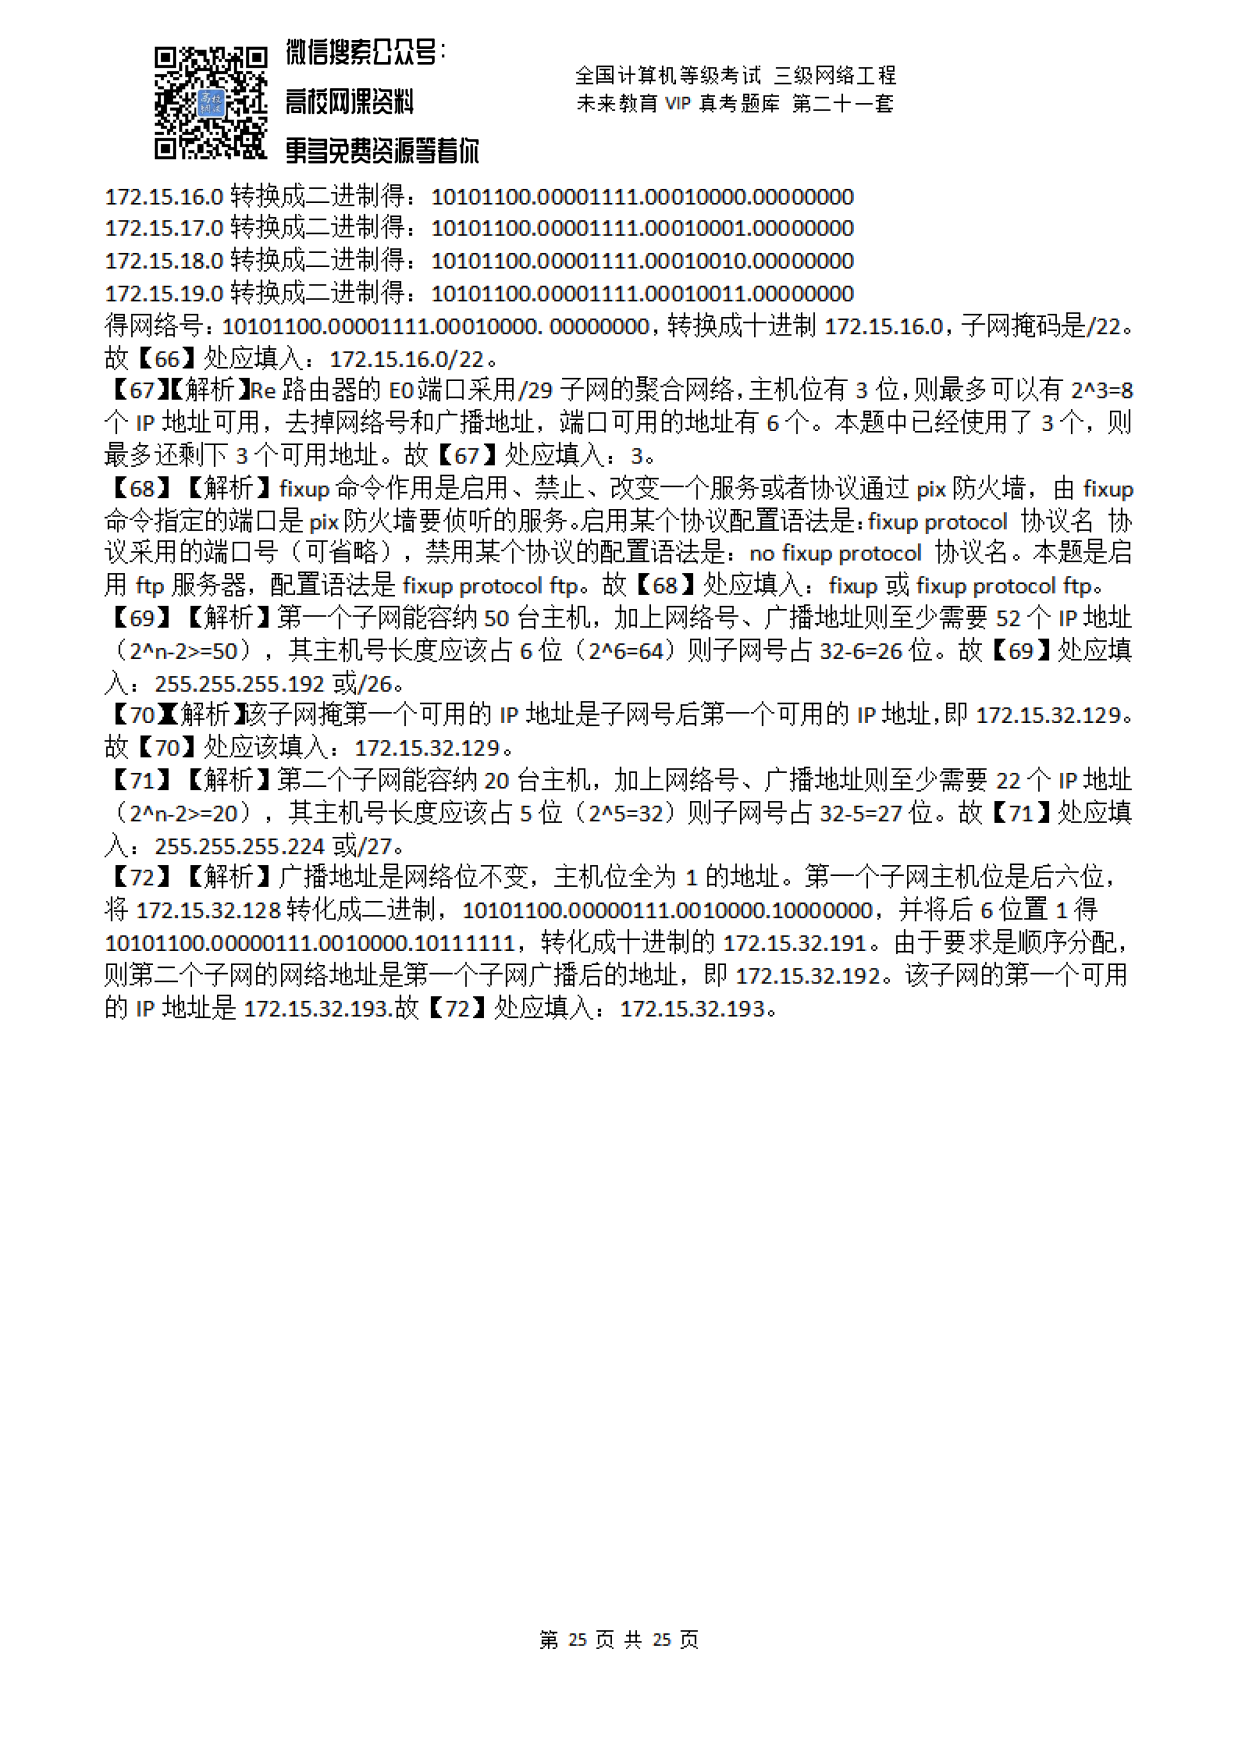 微信搜索公众号：
高校网课资料
更多免费资源等着你
全国计算机等级考试 三级网络工程
未来教育 VIP 真考题库 第二十一套
172.15.16.0 转换成二进制得：10101100.00001111.00010000.00000000
172.15.17.0 转换成二进制得：10101100.00001111.00010001.00000000
172.15.18.0 转换成二进制得：10101100.00001111.00010010.00000000
172.15.19.0 转换成二进制得：10101100.00001111.00010011.00000000
得网络号：10101100.00001111.00010000. 00000000，转换成十进制 172.15.16.0，子网掩码是/22。
故【66】处应填入：172.15.16.0/22。
【67】【解析】Re 路由器的 E0 端口采用/29 子网的聚合网络，主机位有 3 位，则最多可以有 2^3=8
个 IP 地址可用，去掉网络号和广播地址，端口可用的地址有 6 个。本题中已经使用了 3 个，则
最多还剩下 3 个可用地址。故【67】处应填入：3。
【68】【解析】fixup 命令作用是启用、禁止、改变一个服务或者协议通过 pix 防火墙，由 fixup
命令指定的端口是 pix 防火墙要侦听的服务。启用某个协议配置语法是：fixup protocol 协议名 协
议采用的端口号（可省略），禁用某个协议的配置语法是：no fixup protocol 协议名。本题是启
用 ftp 服务器，配置语法是 fixup protocol ftp。故【68】处应填入：fixup 或 fixup protocol ftp。
【69】【解析】第一个子网能容纳 50 台主机，加上网络号、广播地址则至少需要 52 个 IP 地址
（2^n-2>=50），其主机号长度应该占 6 位（2^6=64）则子网号占 32-6=26 位。故【69】处应填
入：255.255.255.192 或/26。
【70】【解析】该子网掩第一个可用的 IP 地址是子网号后第一个可用的 IP 地址，即 172.15.32.129。
故【70】处应该填入：172.15.32.129。
【71】【解析】第二个子网能容纳 20 台主机，加上网络号、广播地址则至少需要 22 个 IP 地址
（2^n-2>=20），其主机号长度应该占 5 位（2^5=32）则子网号占 32-5=27 位。故【71】处应填
入：255.255.255.224 或/27。
【72】【解析】广播地址是网络位不变，主机位全为 1 的地址。第一个子网主机位是后六位，
将 172.15.32.128 转化成二进制，10101100.00000111.0010000.10000000，并将后 6 位置 1 得
10101100.00000111.0010000.10111111，转化成十进制的 172.15.32.191。由于要求是顺序分配，
则第二个子网的网络地址是第一个子网广播后的地址，即 172.15.32.192。该子网的第一个可用
的 IP 地址是 172.15.32.193.故【72】处应填入：172.15.32.193。
第 25 页 共 25 页